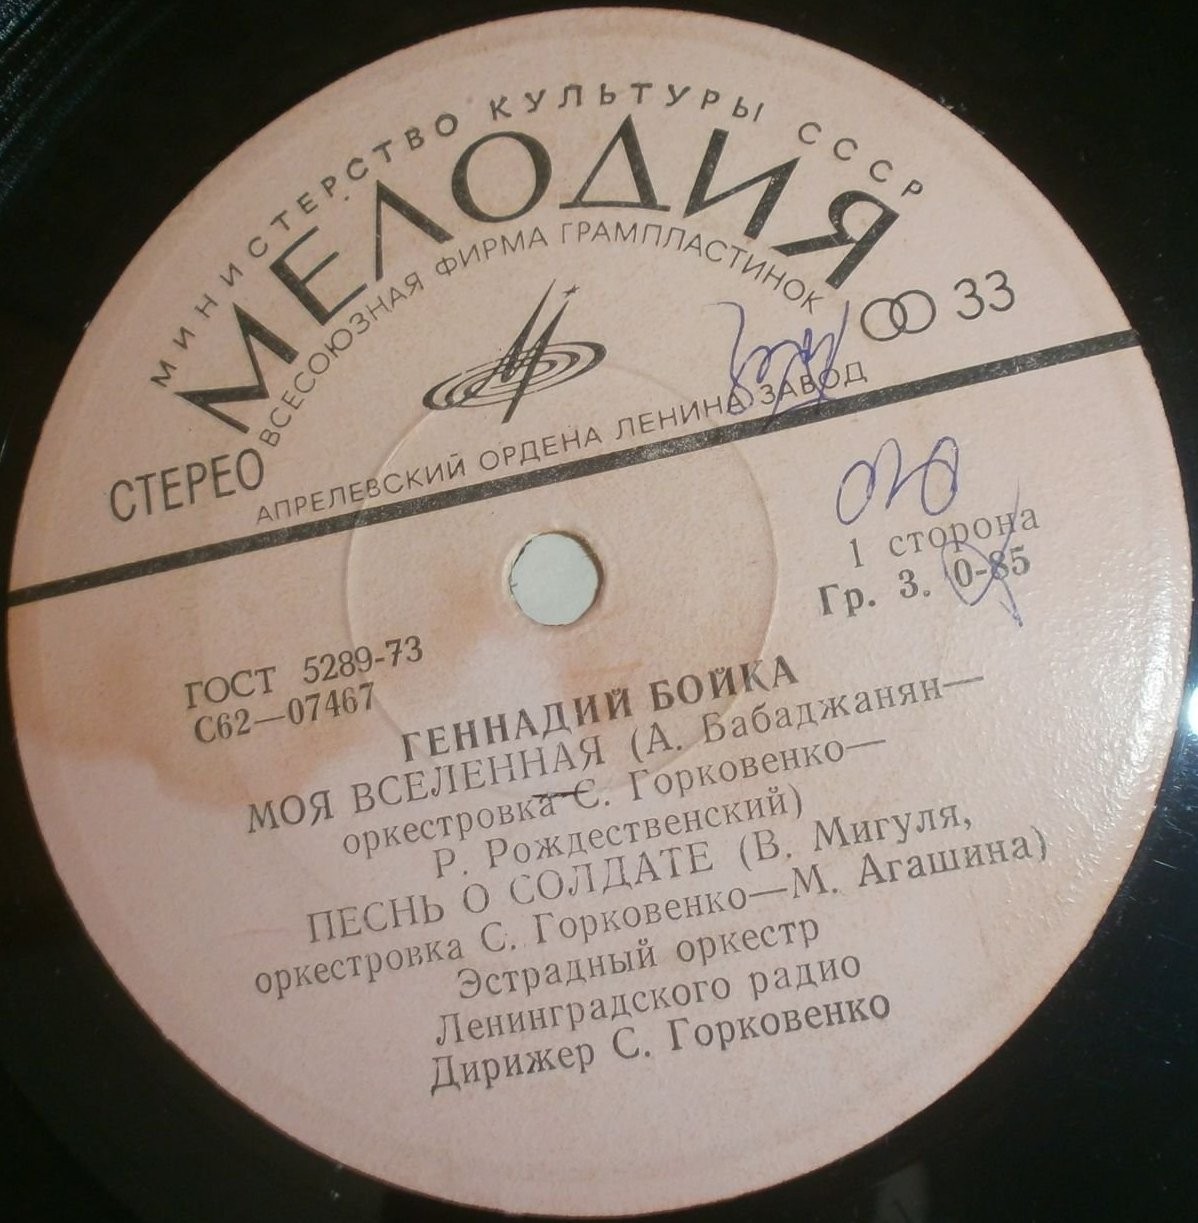 МИНИСТЕРСТВО КУЛЬТУРЫ СССР
МЕЛОДИЯ
ВСЕСОЮЗНАЯ ФИРМА ГРАМПЛАСТИНОК
33
СТЕРЕО
АПРЕЛЕВСКИЙ ОРДЕНА ЛЕНИНА ЗАВОД
1 сторона
Гр. 3. 0-85
ГОСТ 5289-73
С62—07467
ГЕННАДИЙ БОЙКА
МОЯ ВСЕЛЕННАЯ (А. Бабаджанян—
оркестровка С. Горковенко—
Р. Рождественский)
ПЕСНЬ О СОЛДАТЕ (В. Мигуля,
оркестровка С. Горковенко—М. Агашина)
Эстрадный оркестр
Ленинградского радио
Дирижер С. Горковенко